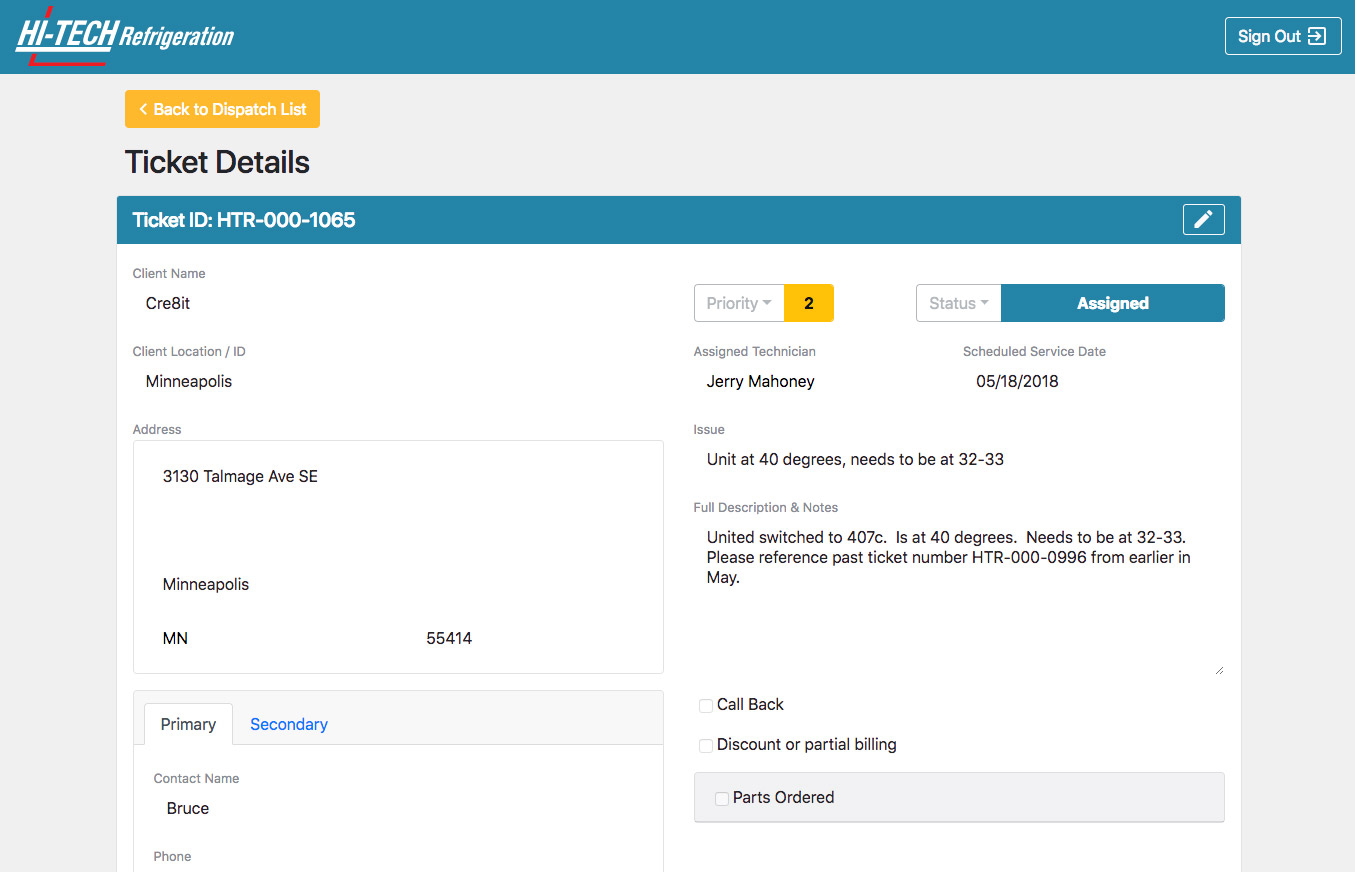 HI-TECH Refrigeration
Sign Out
Back to Dispatch List
Ticket Details
Ticket ID: HTR-000-1065
Client Name
Cre8it
Priority 2
Status Assigned
Client Location / ID
Minneapolis
Assigned Technician
Jerry Mahoney
Scheduled Service Date
05/18/2018
Address
3130 Talmage Ave SE
Minneapolis
MN 55414
Issue
Unit at 40 degrees, needs to be at 32-33
Full Description & Notes
United switched to 407c.  Is at 40 degrees.  Needs to be at 32-33.
Please reference past ticket number HTR-000-0996 from earlier in
May.
Primary Secondary
Contact Name
Bruce
Phone
Call Back
Discount or partial billing
Parts Ordered